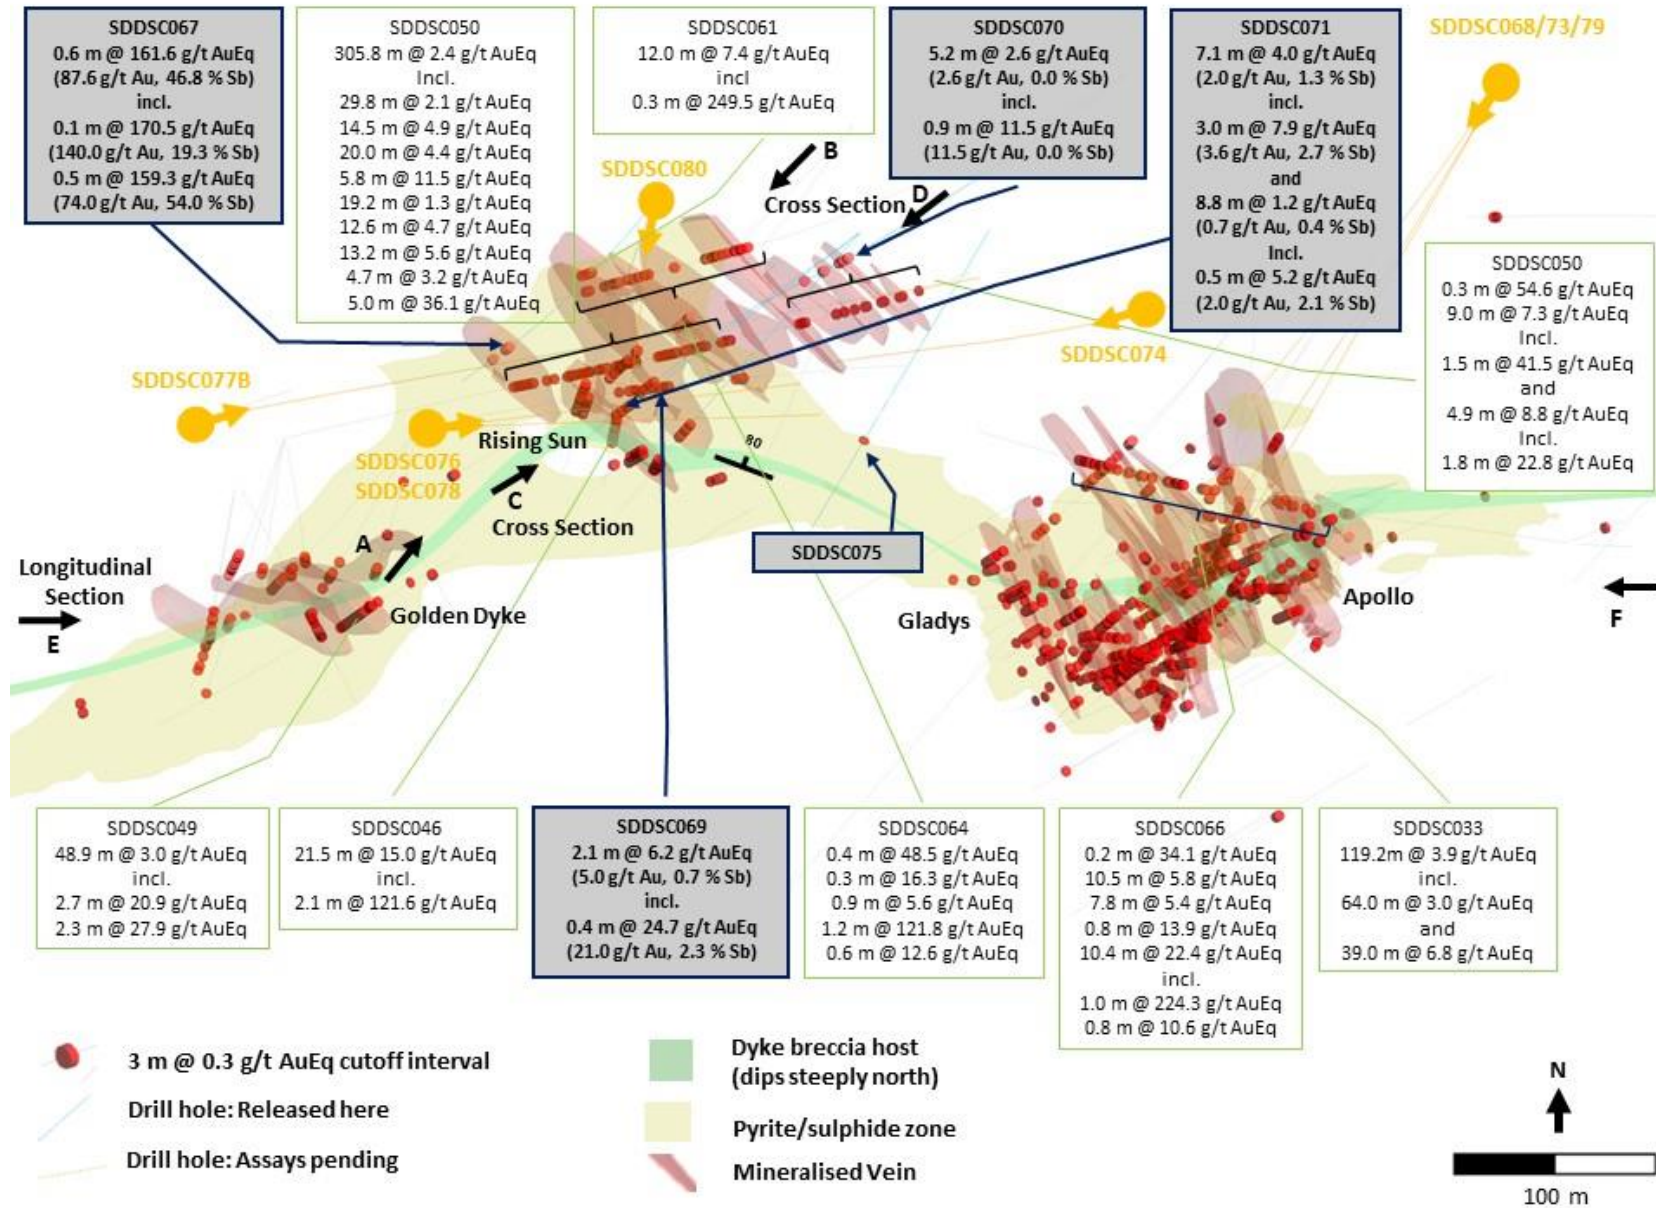 SDDSC067
0.6 m @ 161.6 g/t AuEq
(87.6 g/t Au, 46.8 % Sb)
incl.
0.1 m @ 170.5 g/t AuEq
(140.0 g/t Au, 19.3 % Sb)
0.5 m @ 159.3 g/t AuEq
(74.0 g/t Au, 54.0 % Sb)
SDDSC050
305.8 m @ 2.4 g/t AuEq
Incl.
29.8 m @ 2.1 g/t AuEq
14.5 m @ 4.9 g/t AuEq
20.0 m @ 4.4 g/t AuEq
5.8 m @ 11.5 g/t AuEq
19.2 m @ 1.3 g/t AuEq
12.6 m @ 4.7 g/t AuEq
13.2 m @ 5.6 g/t AuEq
4.7 m @ 3.2 g/t AuEq
5.0 m @ 36.1 g/t AuEq
SDDSC061
12.0 m @ 7.4 g/t AuEq
incl
0.3 m @ 249.5 g/t AuEq
SDDSC070
5.2 m @ 2.6 g/t AuEq
(2.6 g/t Au, 0.0 % Sb)
incl.
0.9 m @ 11.5 g/t AuEq
(11.5 g/t Au, 0.0 % Sb)
SDDSC071
7.1 m @ 4.0 g/t AuEq
(2.0 g/t Au, 1.3 % Sb)
incl.
3.0 m @ 7.9 g/t AuEq
(3.6 g/t Au, 2.7 % Sb)
and
8.8 m @ 1.2 g/t AuEq
(0.7 g/t Au, 0.4 % Sb)
Incl.
0.5 m @ 5.2 g/t AuEq
(2.0 g/t Au, 2.1 % Sb)
SDDSC068/73/79
SDDSC050
0.3 m @ 54.6 g/t AuEq
9.0 m @ 7.3 g/t AuEq
Incl.
1.5 m @ 41.5 g/t AuEq
and
4.9 m @ 8.8 g/t AuEq
Incl.
1.8 m @ 22.8 g/t AuEq
SDDSC080
B
Cross Section
D
SDDSC074
SDDSC077B
SDDSC076
SDDSC078
Rising Sun
80
C
Cross Section
SDDSC075
A
Golden Dyke
Longitudinal
Section
E
Gladys
Apollo
F
SDDSC049
48.9 m @ 3.0 g/t AuEq
incl.
2.7 m @ 20.9 g/t AuEq
2.3 m @ 27.9 g/t AuEq
SDDSC046
21.5 m @ 15.0 g/t AuEq
incl.
2.1 m @ 121.6 g/t AuEq
SDDSC069
2.1 m @ 6.2 g/t AuEq
(5.0 g/t Au, 0.7 % Sb)
incl.
0.4 m @ 24.7 g/t AuEq
(21.0 g/t Au, 2.3 % Sb)
SDDSC064
0.4 m @ 48.5 g/t AuEq
0.3 m @ 16.3 g/t AuEq
0.9 m @ 5.6 g/t AuEq
1.2 m @ 121.8 g/t AuEq
0.6 m @ 12.6 g/t AuEq
SDDSC066
0.2 m @ 34.1 g/t AuEq
10.5 m @ 5.8 g/t AuEq
7.8 m @ 5.4 g/t AuEq
0.8 m @ 13.9 g/t AuEq
10.4 m @ 22.4 g/t AuEq
incl.
1.0 m @ 224.3 g/t AuEq
0.8 m @ 10.6 g/t AuEq
SDDSC033
119.2m @ 3.9 g/t AuEq
incl.
64.0 m @ 3.0 g/t AuEq
and
39.0 m @ 6.8 g/t AuEq
3 m @ 0.3 g/t AuEq cutoff interval
Drill hole: Released here
Drill hole: Assays pending
Dyke breccia host
(dips steeply north)
Pyrite/sulphide zone
Mineralised Vein
N
100 m